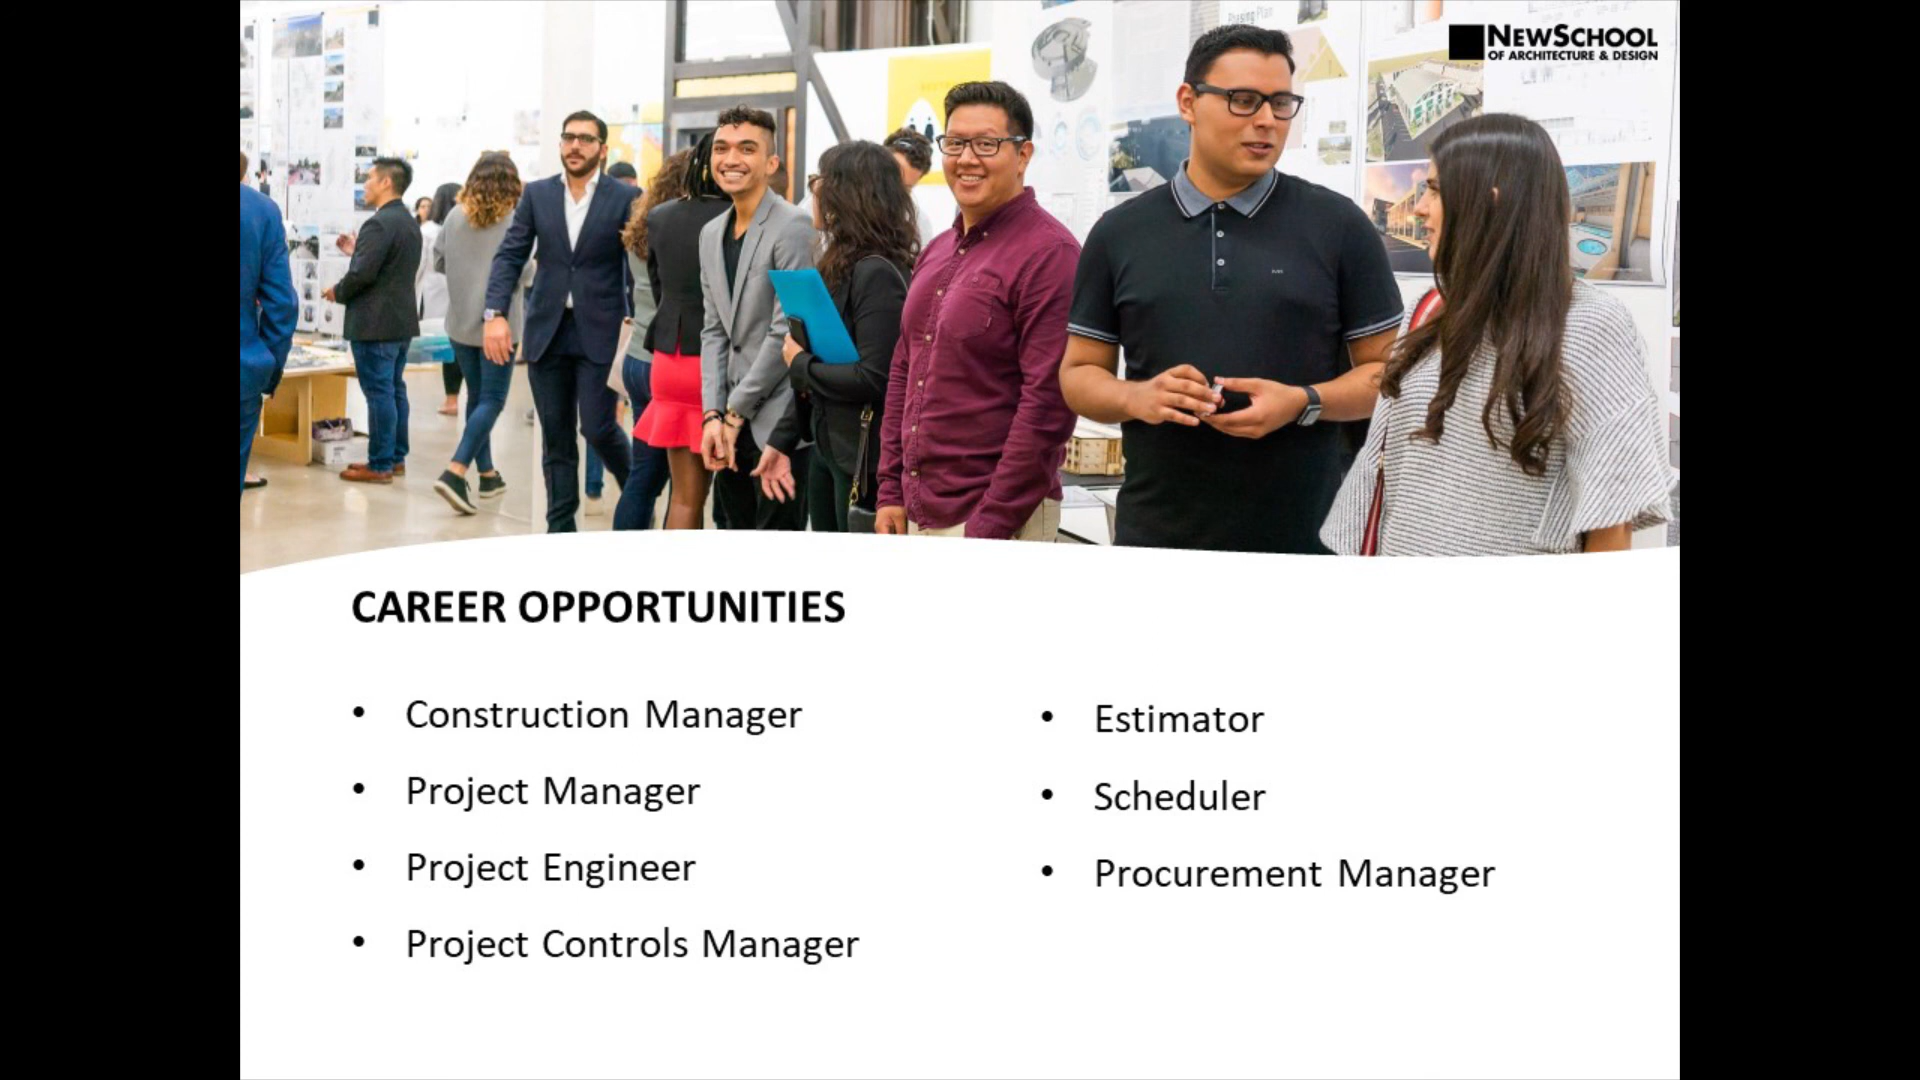 NEWSCHOOL
OF ARCHITECTURE & DESIGN
CAREER OPPORTUNITIES
• Construction Manager
• Project Manager
• Project Engineer
• Project Controls Manager
• Estimator
• Scheduler
• Procurement Manager